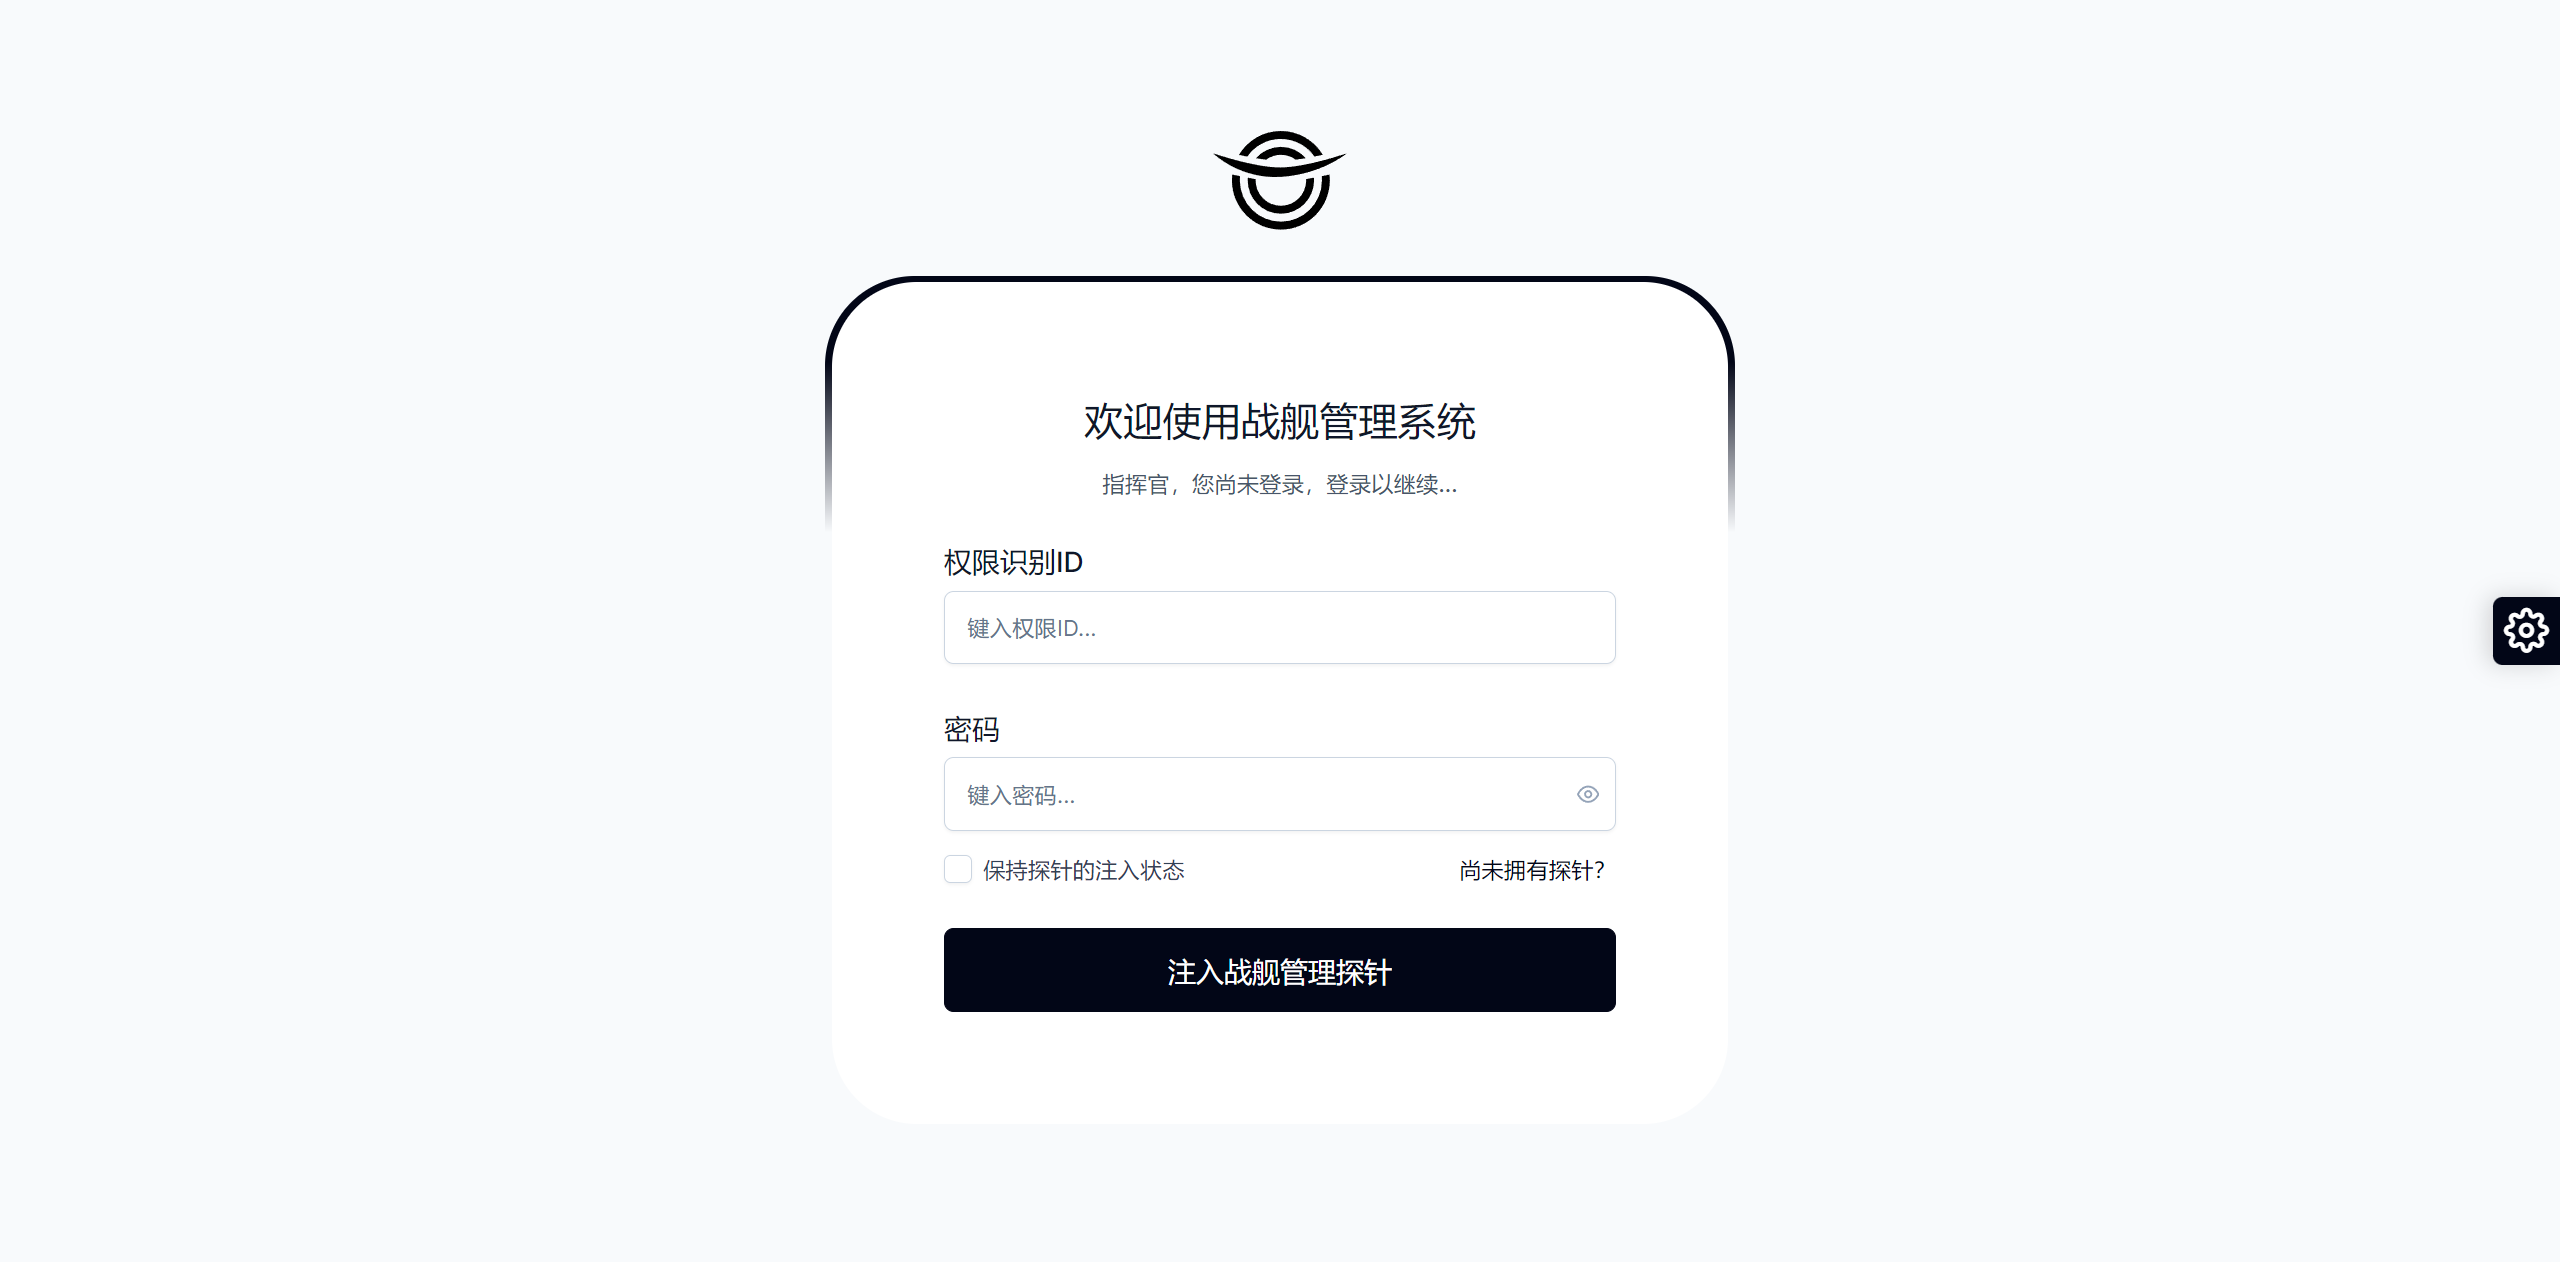 欢迎使用战舰管理系统
指挥官，您尚未登录，登录以继续...
权限识别ID
键入权限ID...
密码
键入密码...
保持探针的注入状态
尚未拥有探针？
注入战舰管理探针